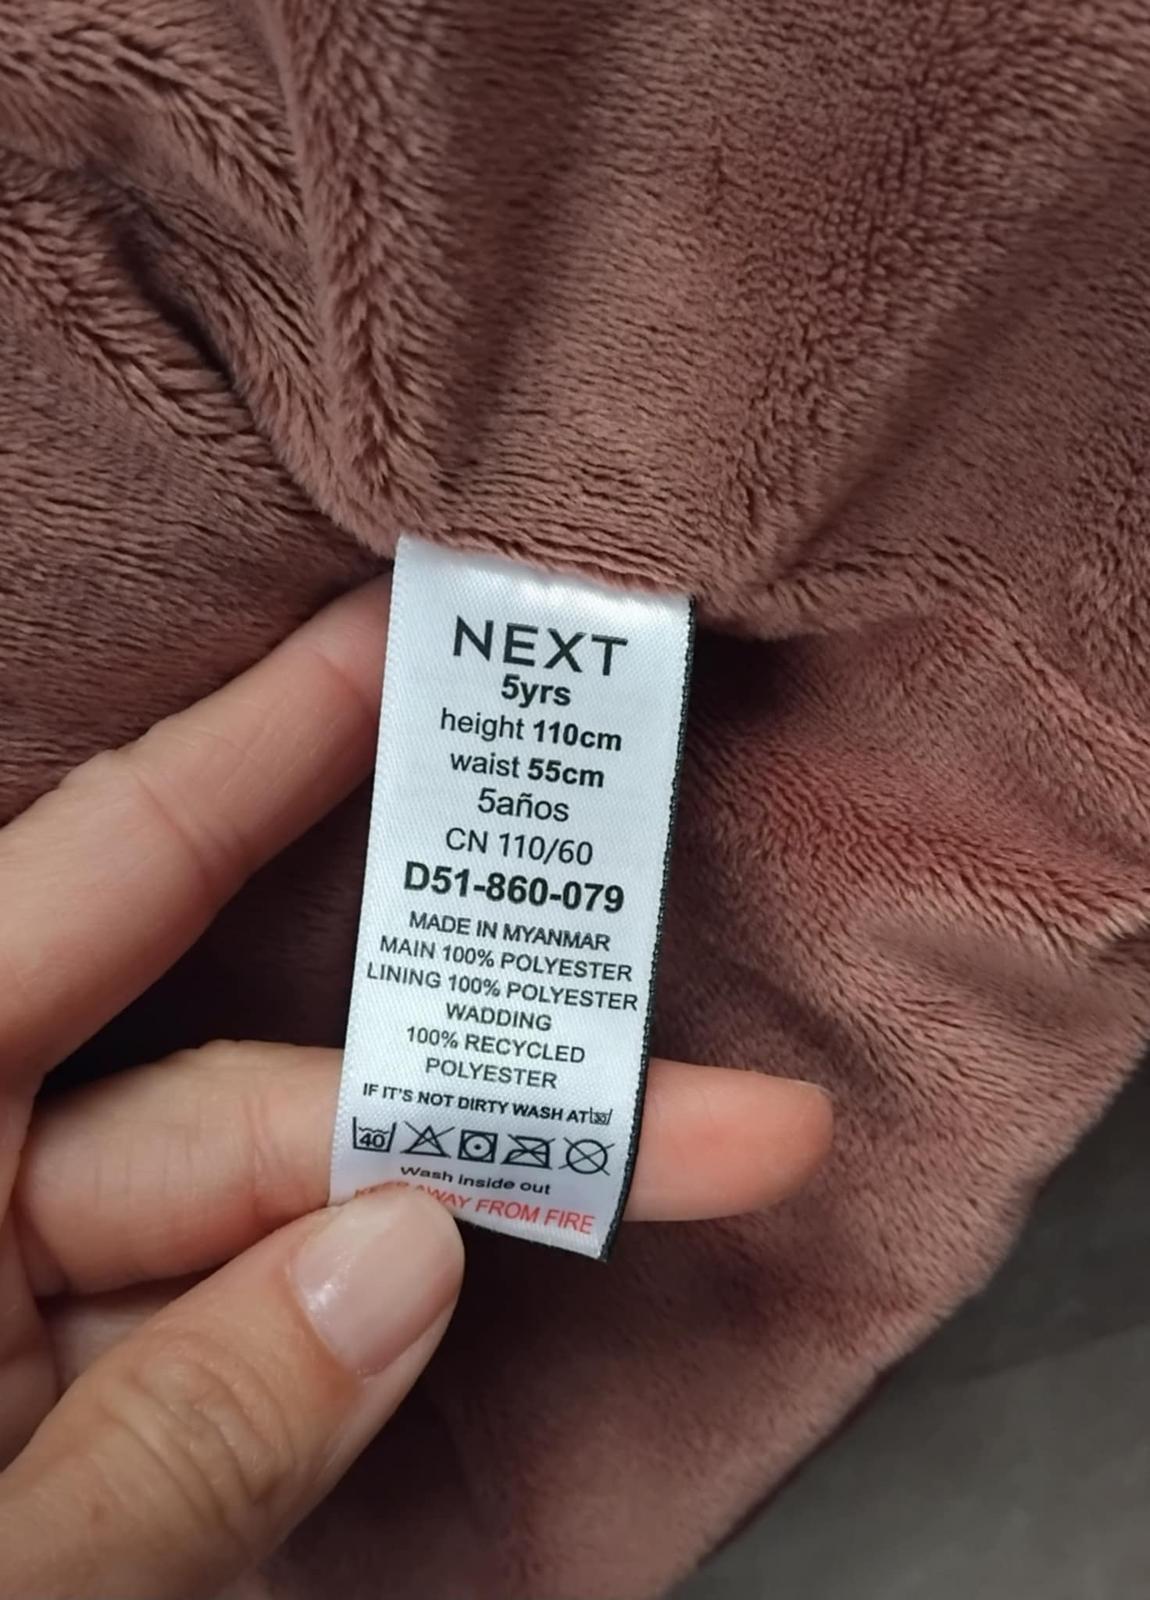 NEXT
5yrs
height 110cm
waist 55cm
5años
CN 110/60
D51-860-079
MADE IN MYANMAR
MAIN 100% POLYESTER
LINING 100% POLYESTER
WADDING
100% RECYCLED
POLYESTER
IF IT'S NOT DIRTY WASH AT 30
40
Wash inside out
KEEP AWAY FROM FIRE